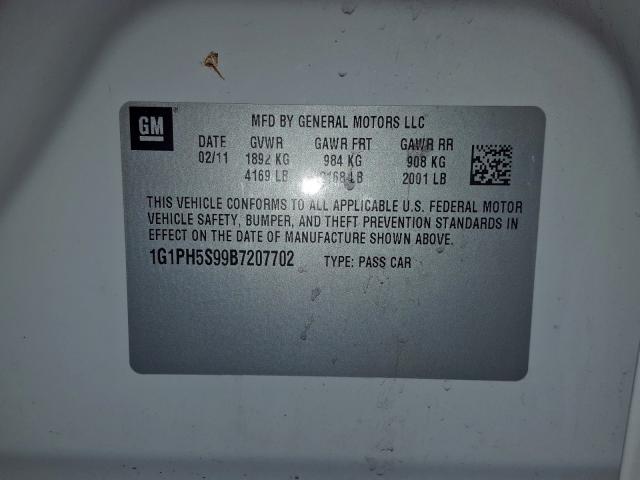 GM
MFD BY GENERAL MOTORS LLC
DATE GVWR GAWR FRT GAWR RR
02/11 1892 KG 984 KG 908 KG
4169 LB 2168 LB 2001 LB
THIS VEHICLE CONFORMS TO ALL APPLICABLE U.S. FEDERAL MOTOR
VEHICLE SAFETY, BUMPER, AND THEFT PREVENTION STANDARDS IN
EFFECT ON THE DATE OF MANUFACTURE SHOWN ABOVE.
1G1PH5S99B7207702 TYPE: PASS CAR